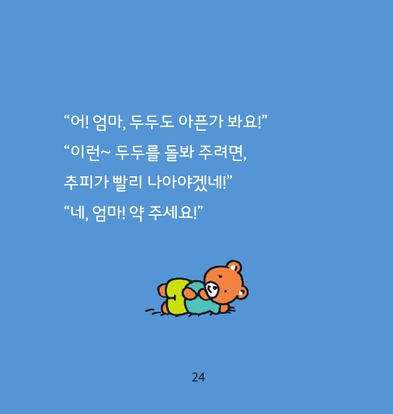 “어! 엄마, 두두도 아픈가 봐요!”
“이런~ 두두를 돌봐 주려면,
추피가 빨리 나아야겠네!”
“네, 엄마! 약 주세요!”
24